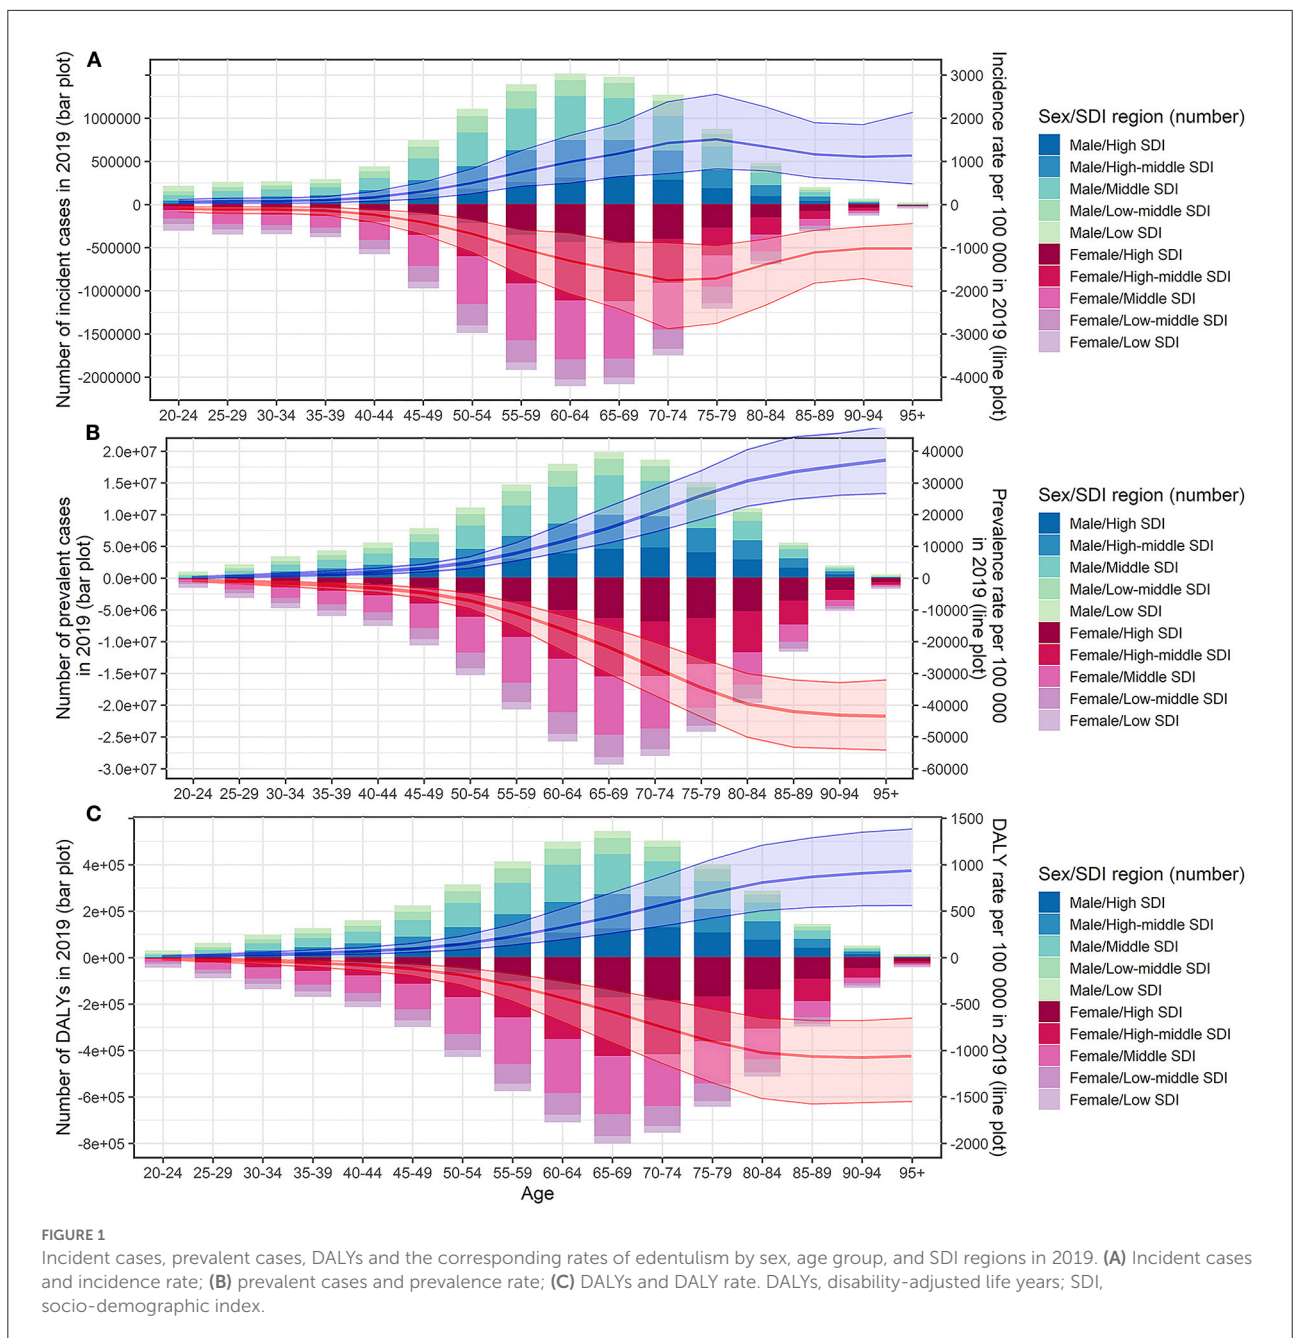 A
Number of incident cases in 2019 (bar plot)
1000000
500000
0
-500000
-1000000
-1500000
-2000000
3000
2000
1000
0
-1000
-2000
-3000
-4000
Incidence rate per 100 000 in 2019 (line plot)
20-24 25-29 30-34 35-39 40-44 45-49 50-54 55-59 60-64 65-69 70-74 75-79 80-84 85-89 90-94 95+
Sex/SDI region (number)
Male/High SDI
Male/High-middle SDI
Male/Middle SDI
Male/Low-middle SDI
Male/Low SDI
Female/High SDI
Female/High-middle SDI
Female/Middle SDI
Female/Low-middle SDI
Female/Low SDI
B
Number of prevalent cases
in 2019 (bar plot)
2.0e+07
1.5e+07
1.0e+07
5.0e+06
0.0e+00
-5.0e+06
-1.0e+07
-1.5e+07
-2.0e+07
-2.5e+07
-3.0e+07
40000
30000
20000
10000
0
-10000
-20000
-30000
-40000
-50000
-60000
Prevalence rate per 100 000
in 2019 (line plot)
20-24 25-29 30-34 35-39 40-44 45-49 50-54 55-59 60-64 65-69 70-74 75-79 80-84 85-89 90-94 95+
Sex/SDI region (number)
Male/High SDI
Male/High-middle SDI
Male/Middle SDI
Male/Low-middle SDI
Male/Low SDI
Female/High SDI
Female/High-middle SDI
Female/Middle SDI
Female/Low-middle SDI
Female/Low SDI
C
Number of DALYs in 2019 (bar plot)
4e+05
2e+05
0e+00
-2e+05
-4e+05
-6e+05
-8e+05
1500
1000
500
0
-500
-1000
-1500
-2000
DALY rate per 100 000 in 2019 (line plot)
20-24 25-29 30-34 35-39 40-44 45-49 50-54 55-59 60-64 65-69 70-74 75-79 80-84 85-89 90-94 95+
Age
Sex/SDI region (number)
Male/High SDI
Male/High-middle SDI
Male/Middle SDI
Male/Low-middle SDI
Male/Low SDI
Female/High SDI
Female/High-middle SDI
Female/Middle SDI
Female/Low-middle SDI
Female/Low SDI
FIGURE 1
Incident cases, prevalent cases, DALYs and the corresponding rates of edentulism by sex, age group, and SDI regions in 2019. (A) Incident cases
and incidence rate; (B) prevalent cases and prevalence rate; (C) DALYs and DALY rate. DALYs, disability-adjusted life years; SDI,
socio-demographic index.